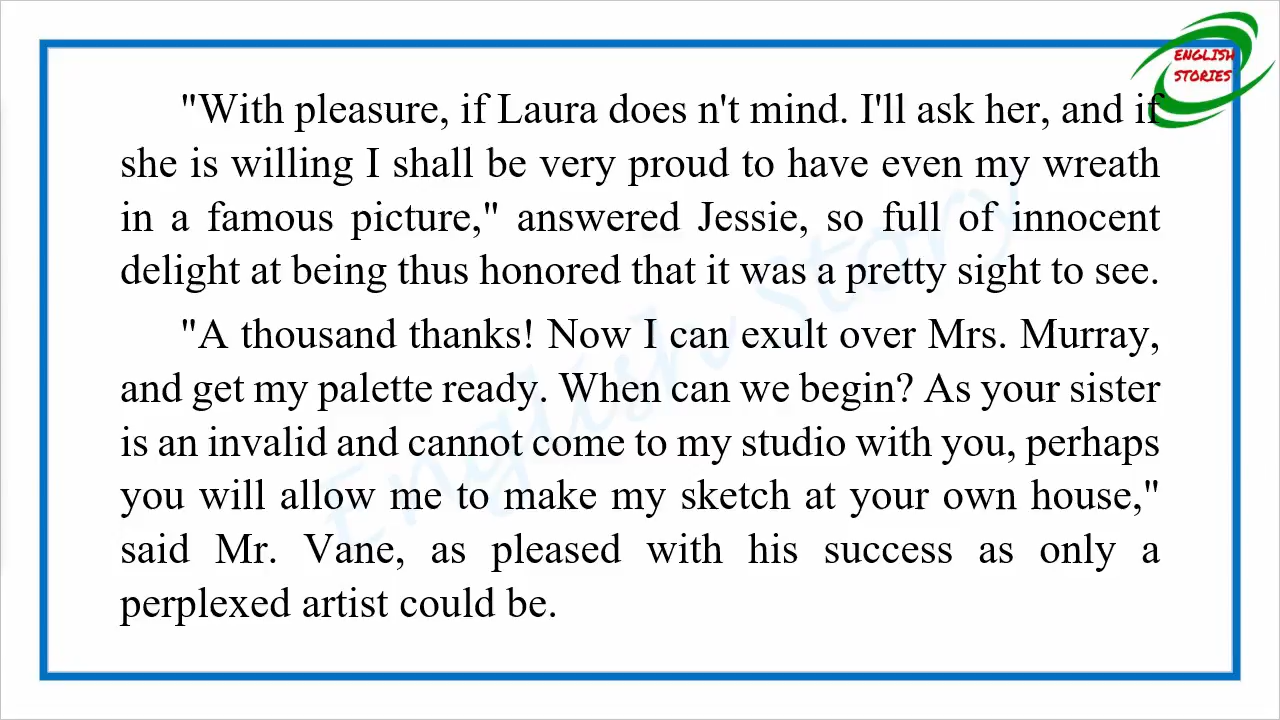 ENGLISH
STORIES
"With pleasure, if Laura does n't mind. I'll ask her, and if
she is willing I shall be very proud to have even my wreath
in a famous picture," answered Jessie, so full of innocent
delight at being thus honored that it was a pretty sight to see.
"A thousand thanks! Now I can exult over Mrs. Murray,
and get my palette ready. When can we begin? As your sister
is an invalid and cannot come to my studio with you, perhaps
you will allow me to make my sketch at your own house,"
said Mr. Vane, as pleased with his success as only a
perplexed artist could be.
English Story